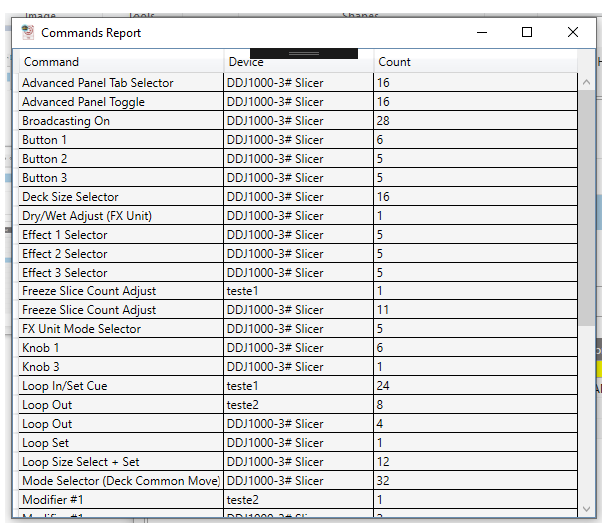 Image Tools Shapes
Commands Report
Command Device Count
Advanced Panel Tab Selector DDJ1000-3# Slicer 16
Advanced Panel Toggle DDJ1000-3# Slicer 16
Broadcasting On DDJ1000-3# Slicer 28
Button 1 DDJ1000-3# Slicer 6
Button 2 DDJ1000-3# Slicer 5
Button 3 DDJ1000-3# Slicer 5
Deck Size Selector DDJ1000-3# Slicer 16
Dry/Wet Adjust (FX Unit) DDJ1000-3# Slicer 1
Effect 1 Selector DDJ1000-3# Slicer 5
Effect 2 Selector DDJ1000-3# Slicer 5
Effect 3 Selector DDJ1000-3# Slicer 5
Freeze Slice Count Adjust teste1 1
Freeze Slice Count Adjust DDJ1000-3# Slicer 11
FX Unit Mode Selector DDJ1000-3# Slicer 5
Knob 1 DDJ1000-3# Slicer 6
Knob 3 DDJ1000-3# Slicer 1
Loop In/Set Cue teste1 24
Loop Out teste2 8
Loop Out DDJ1000-3# Slicer 4
Loop Set DDJ1000-3# Slicer 1
Loop Size Select + Set DDJ1000-3# Slicer 12
Mode Selector (Deck Common Move) DDJ1000-3# Slicer 32
Modifier #1 teste2 1
Modifier #1 DDJ1000-3# Slicer